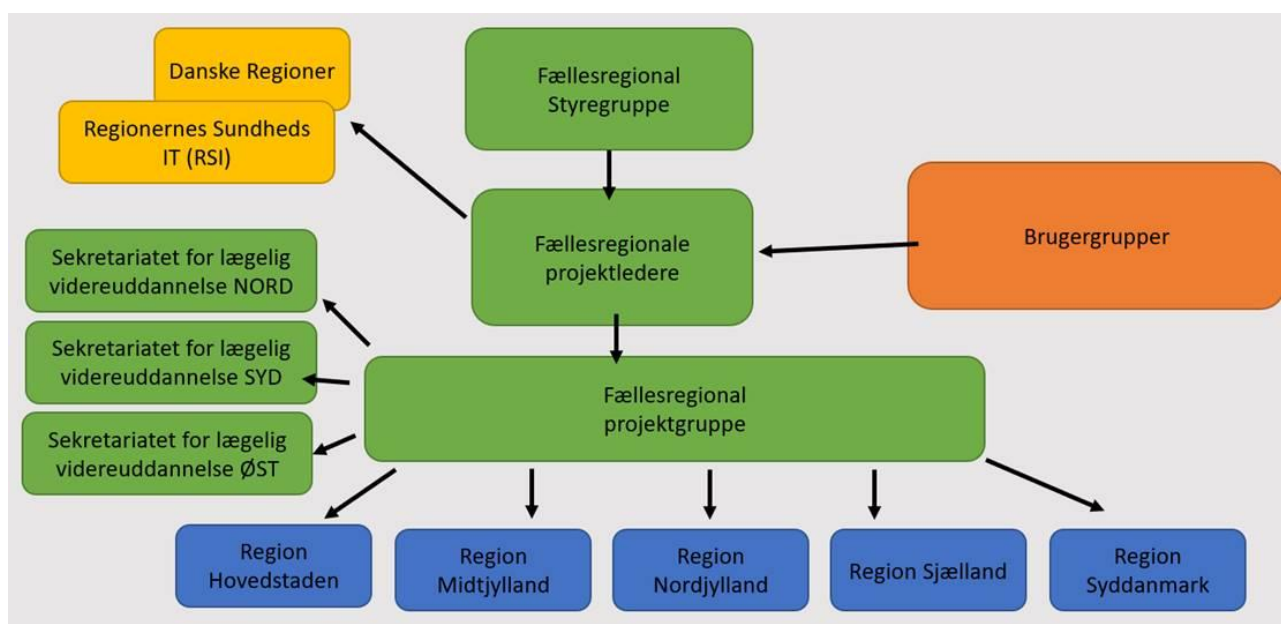 Danske Regioner
Regionernes Sundheds
IT (RSI)
Fællesregional
Styregruppe
Fællesregionale
projektledere
Brugergrupper
Sekretariatet for lægelig
videreuddannelse NORD
Sekretariatet for lægelig
videreuddannelse SYD
Sekretariatet for lægelig
videreuddannelse ØST
Fællesregional
projektgruppe
Region
Hovedstaden
Region
Midtjylland
Region
Nordjylland
Region Sjælland
Region
Syddanmark